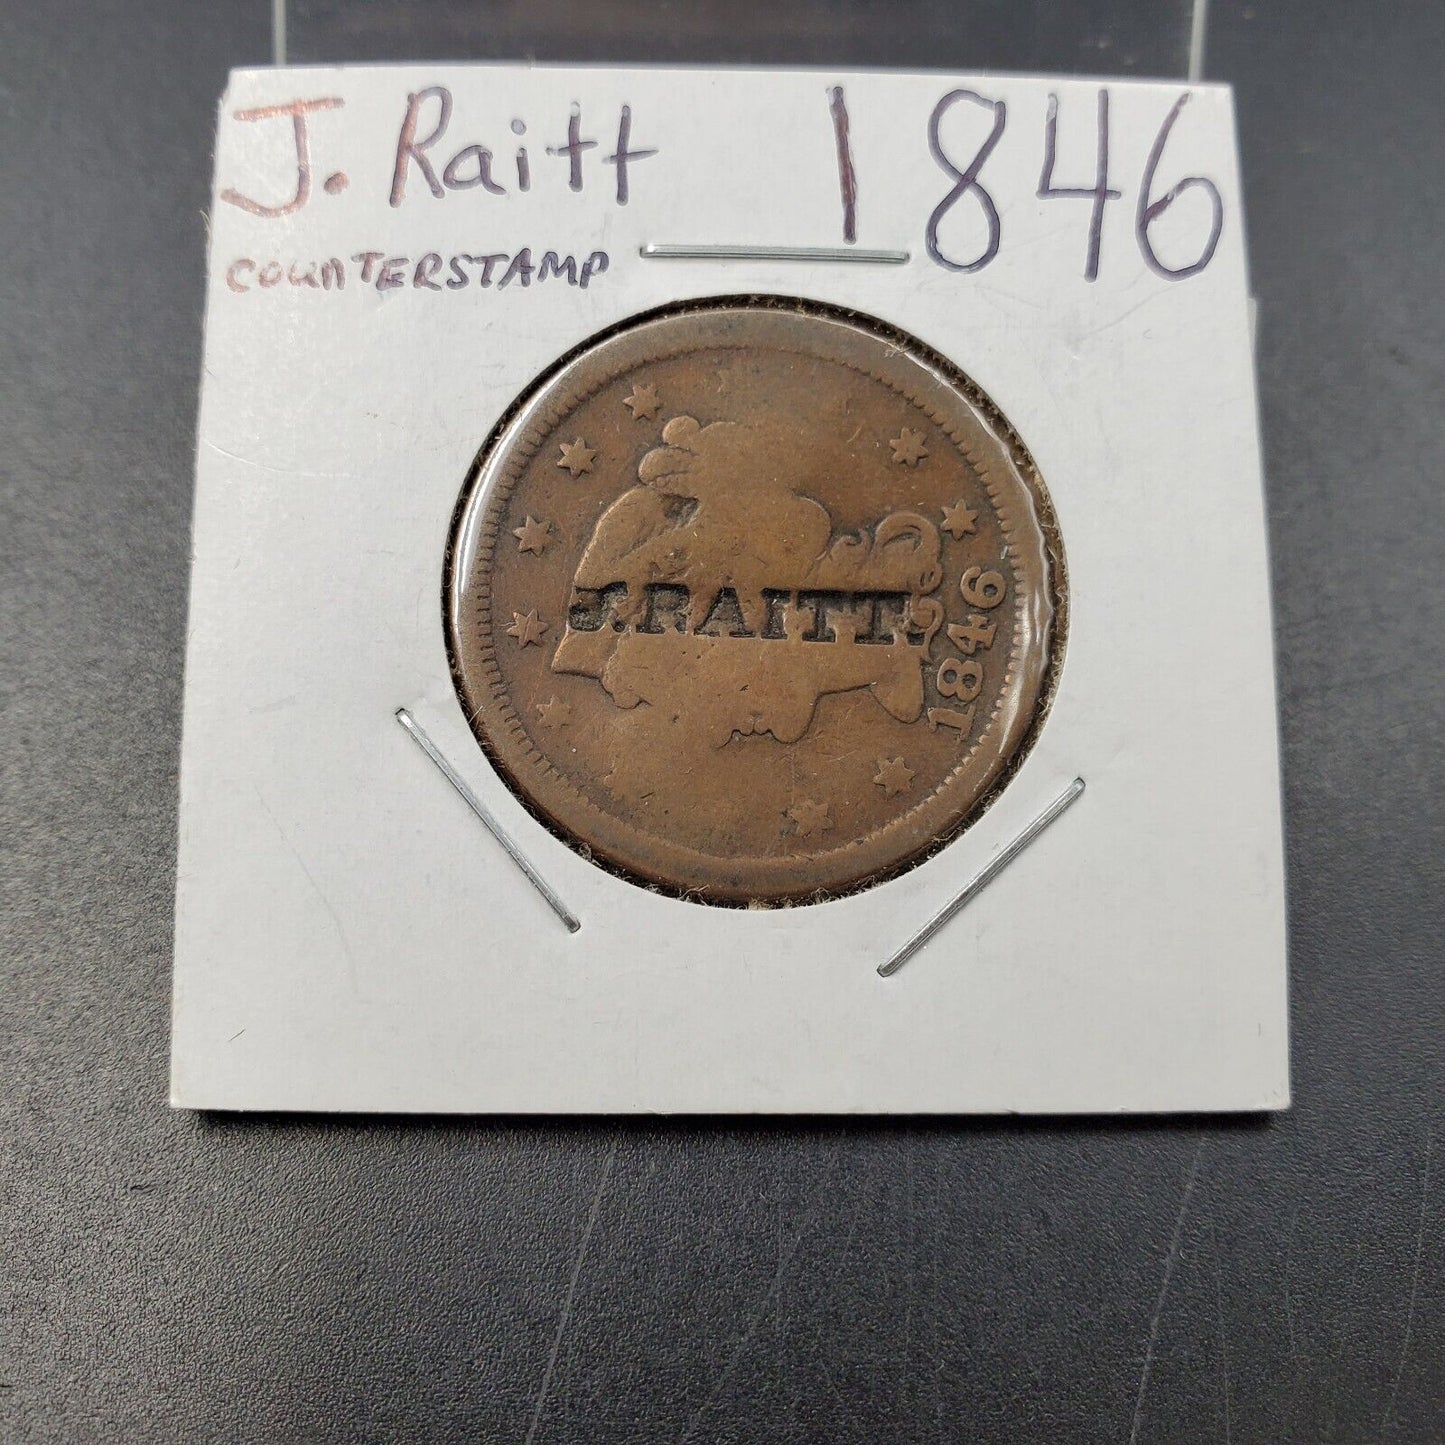 J. Raitt 1846
COUNTERSTAMP
J.RAITT.
1846